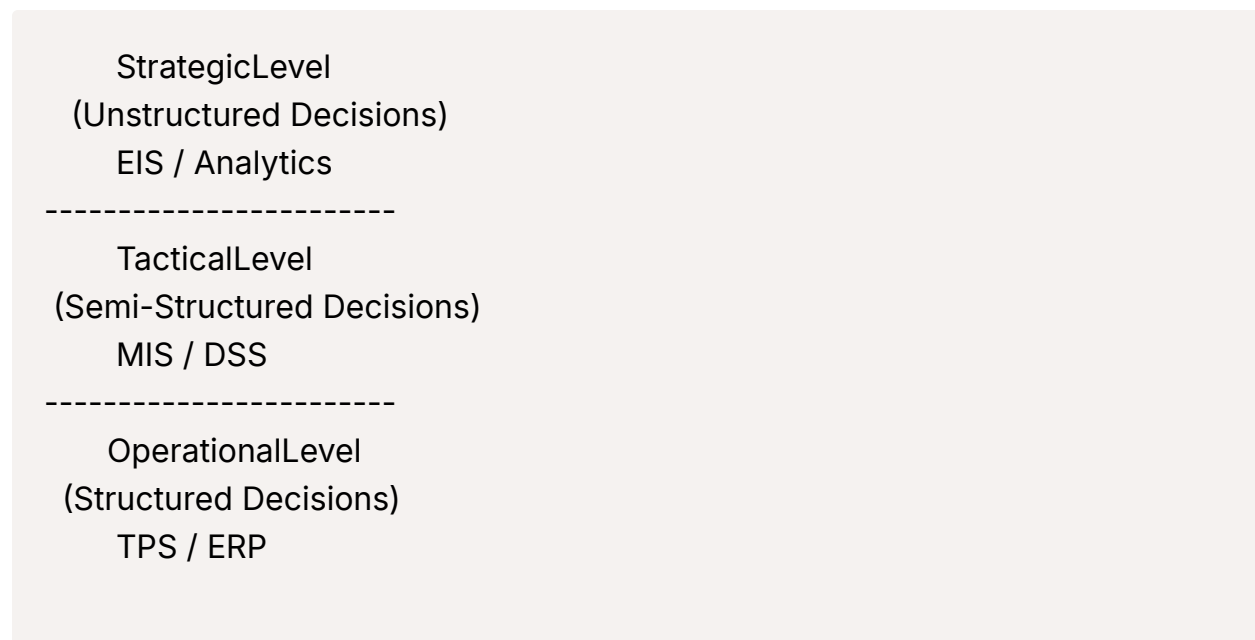 StrategicLevel
(Unstructured Decisions)
EIS / Analytics
------------------------
TacticalLevel
(Semi-Structured Decisions)
MIS / DSS
------------------------
OperationalLevel
(Structured Decisions)
TPS / ERP